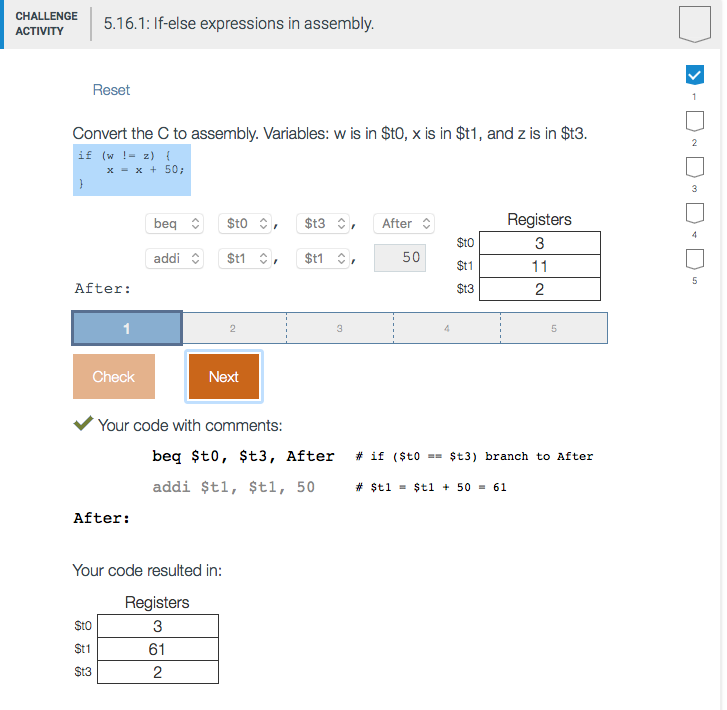 CHALLENGE
ACTIVITY
5.16.1: If-else expressions in assembly.
Reset
Convert the C to assembly. Variables: w is in $t0, x is in $t1, and z is in $t3.
if (w != z) {
x = x + 50;
}
beq $t0 , $t3 , After
addi $t1 , $t1 , 50
After:
Registers
$t0 3
$t1 11
$t3 2
1 2 3 4 5
Check Next
Your code with comments:
beq $t0, $t3, After # if ($t0 == $t3) branch to After
addi $t1, $t1, 50 # $t1 = $t1 + 50 = 61
After:
Your code resulted in:
Registers
$t0 3
$t1 61
$t3 2
1
2
3
4
5